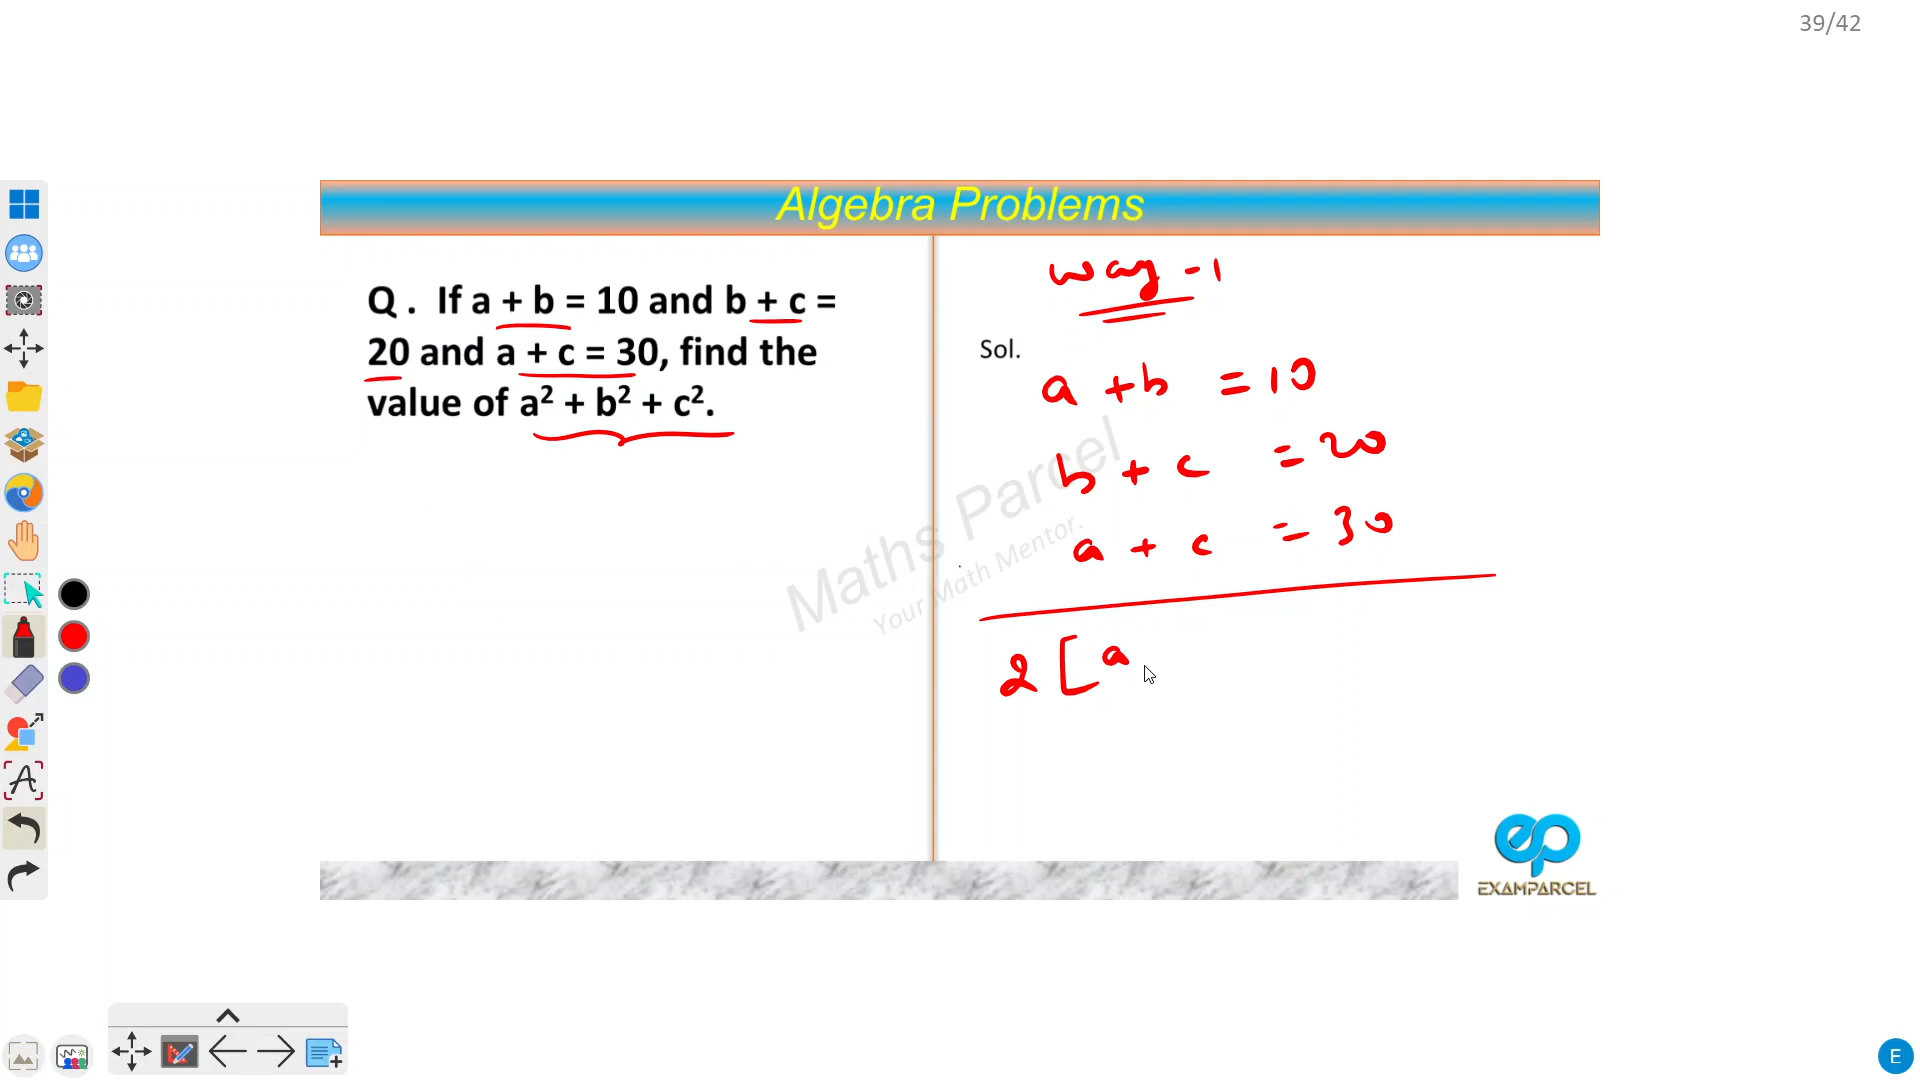 39/42
Algebra Problems
Q . If a + b = 10 and b + c =
20 and a + c = 30, find the
value of a² + b² + c².
way - 1
Sol.
a + b = 10
b + c = 20
a + c = 30
2 [ a
Maths Parcel
Your Math Mentor.
ep
EXAMPARCEL
E